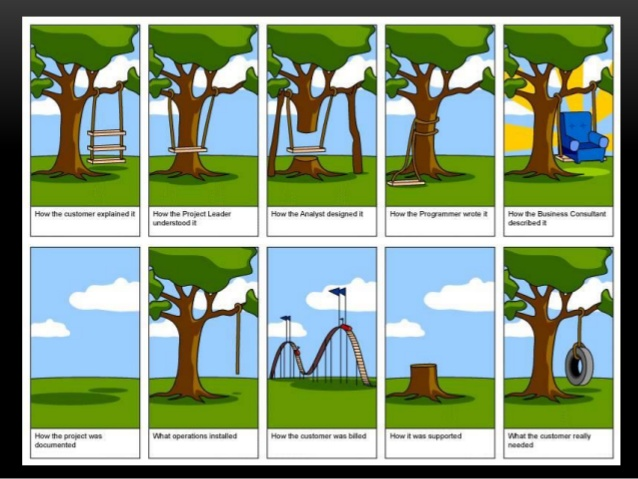 How the customer explained it
How the Project Leader
understood it
How the Analyst designed it
How the Programmer wrote it
How the Business Consultant
described it
How the project was
documented
What operations installed
How the customer was billed
How it was supported
What the customer really
needed